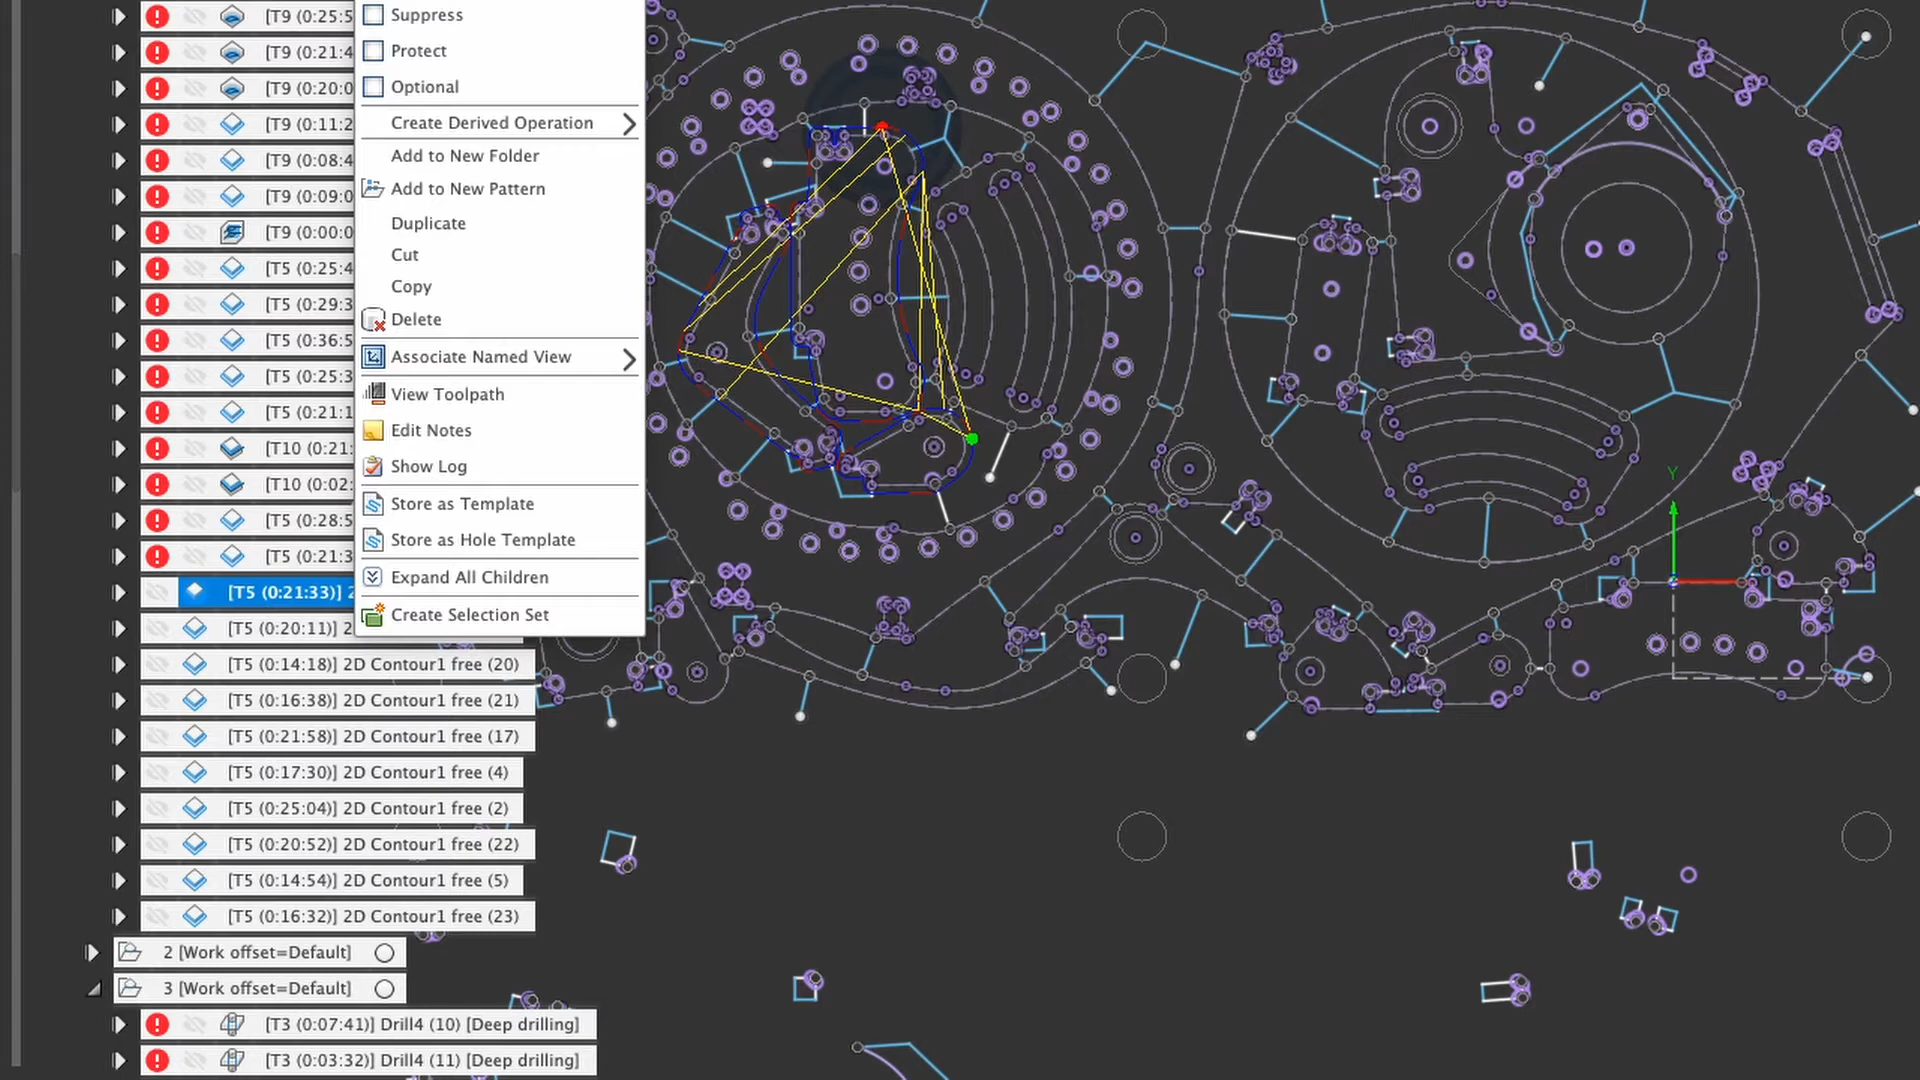 [T9 (0:25:5
[T9 (0:21:4
[T9 (0:20:0
[T9 (0:11:2
[T9 (0:08:4
[T9 (0:09:0
[T9 (0:00:0
[T5 (0:25:4
[T5 (0:29:3
[T5 (0:36:5
[T5 (0:25:3
[T5 (0:21:1
[T10 (0:21:
[T10 (0:02:
[T5 (0:28:5
[T5 (0:21:3
[T5 (0:21:33)] 2
[T5 (0:20:11)] 2
[T5 (0:14:18)] 2D Contour1 free (20)
[T5 (0:16:38)] 2D Contour1 free (21)
[T5 (0:21:58)] 2D Contour1 free (17)
[T5 (0:17:30)] 2D Contour1 free (4)
[T5 (0:25:04)] 2D Contour1 free (2)
[T5 (0:20:52)] 2D Contour1 free (22)
[T5 (0:14:54)] 2D Contour1 free (5)
[T5 (0:16:32)] 2D Contour1 free (23)
2 [Work offset=Default]
3 [Work offset=Default]
[T3 (0:07:41)] Drill4 (10) [Deep drilling]
[T3 (0:03:32)] Drill4 (11) [Deep drilling]
Suppress
Protect
Optional
Create Derived Operation
Add to New Folder
Add to New Pattern
Duplicate
Cut
Copy
Delete
Associate Named View
View Toolpath
Edit Notes
Show Log
Store as Template
Store as Hole Template
Expand All Children
Create Selection Set
Y